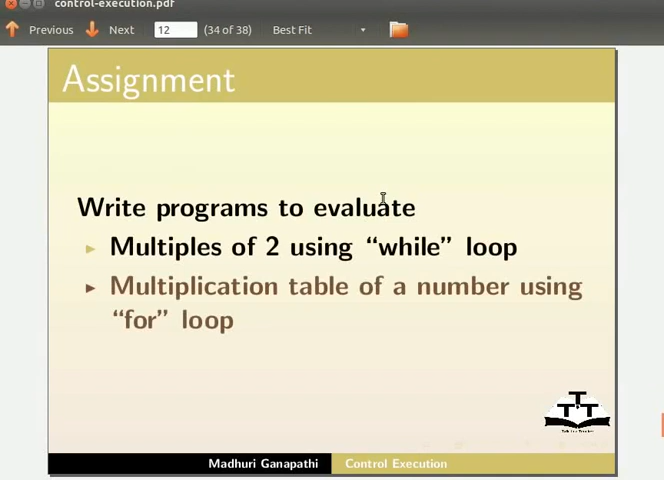 control-execution.pdf
Previous Next 12 (34 of 38) Best Fit
Assignment
Write programs to evaluate
Multiples of 2 using “while” loop
Multiplication table of a number using
“for” loop
Madhuri Ganapathi Control Execution